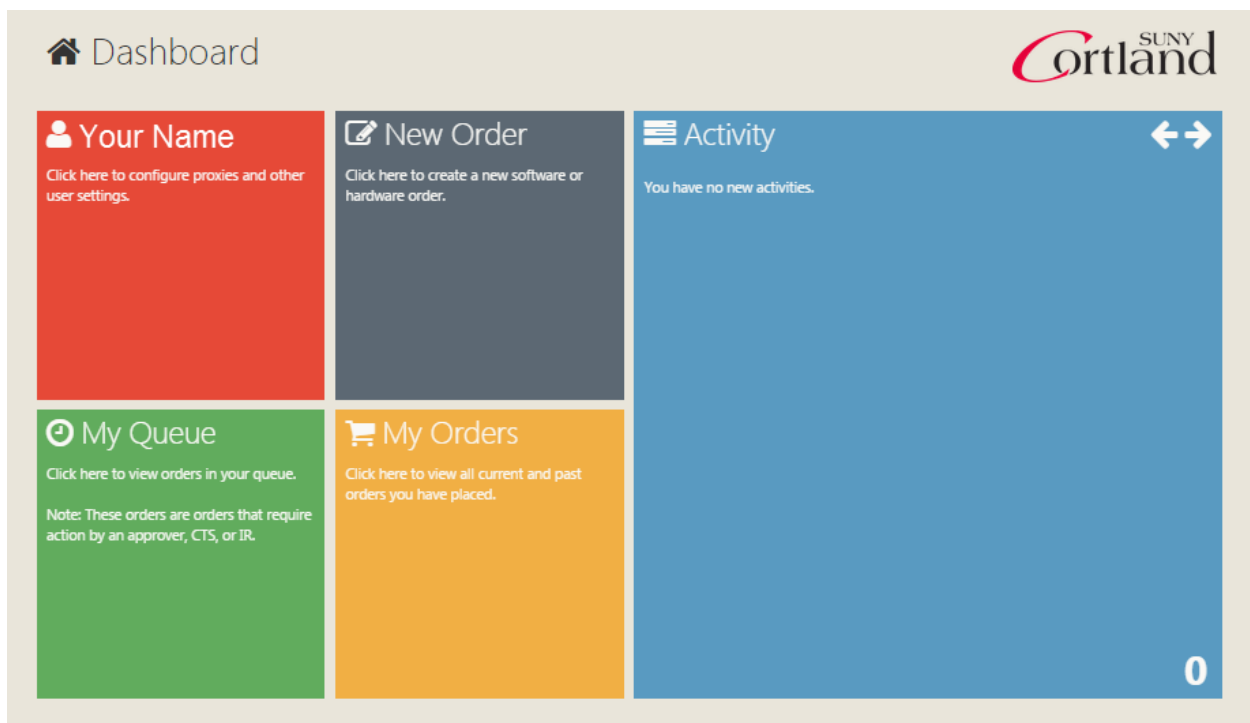 Dashboard
SUNY
Cortland
Your Name
Click here to configure proxies and other
user settings.
New Order
Click here to create a new software or
hardware order.
Activity
You have no new activities.
0
My Queue
Click here to view orders in your queue.
Note: These orders are orders that require
action by an approver, CTS, or IR.
My Orders
Click here to view all current and past
orders you have placed.